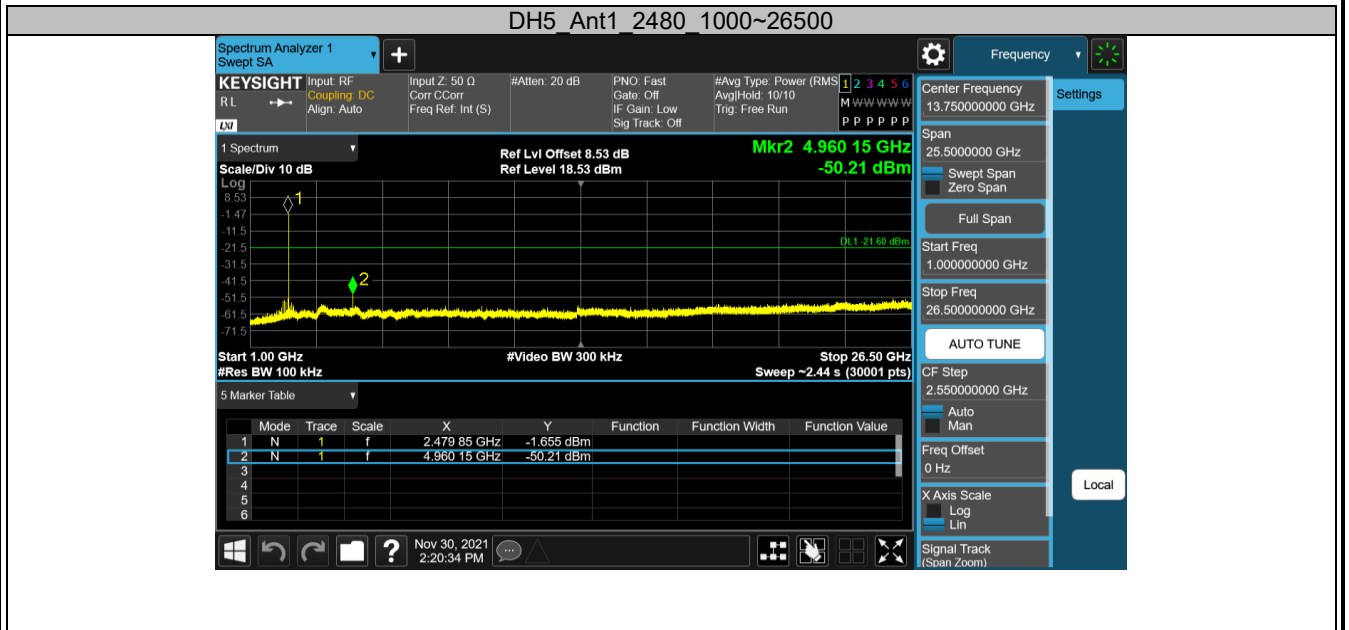 DH5_Ant1_2480_1000~26500
Spectrum Analyzer 1
Swept SA
+
Frequency
KEYSIGHT
RL
LXI
Input: RF
Coupling: DC
Align: Auto
Input Z: 50 Ω
Corr CCorr
Freq Ref: Int (S)
#Atten: 20 dB
PNO: Fast
Gate: Off
IF Gain: Low
Sig Track: Off
#Avg Type: Power (RMS
Avg|Hold: 10/10
Trig: Free Run
1 2 3 4 5 6
M W W W W W
P P P P P P
1 Spectrum
Scale/Div 10 dB
Ref Lvl Offset 8.53 dB
Ref Level 18.53 dBm
Mkr2 4.960 15 GHz
-50.21 dBm
Log
8.53
-1.47
-11.5
-21.5
-31.5
-41.5
-51.5
-61.5
-71.5
1
2
DL1 -21.60 dBm
Start 1.00 GHz
#Res BW 100 kHz
#Video BW 300 kHz
Stop 26.50 GHz
Sweep ~2.44 s (30001 pts)
5 Marker Table
Mode Trace Scale X Y Function Function Width Function Value
1 N 1 f 2.479 85 GHz -1.655 dBm
2 N 1 f 4.960 15 GHz -50.21 dBm
3
4
5
6
?
Nov 30, 2021
2:20:34 PM
Center Frequency
13.750000000 GHz
Span
25.5000000 GHz
Swept Span
Zero Span
Full Span
Start Freq
1.000000000 GHz
Stop Freq
26.500000000 GHz
AUTO TUNE
CF Step
2.550000000 GHz
Auto
Man
Freq Offset
0 Hz
X Axis Scale
Log
Lin
Signal Track
(Span Zoom)
Settings
Local